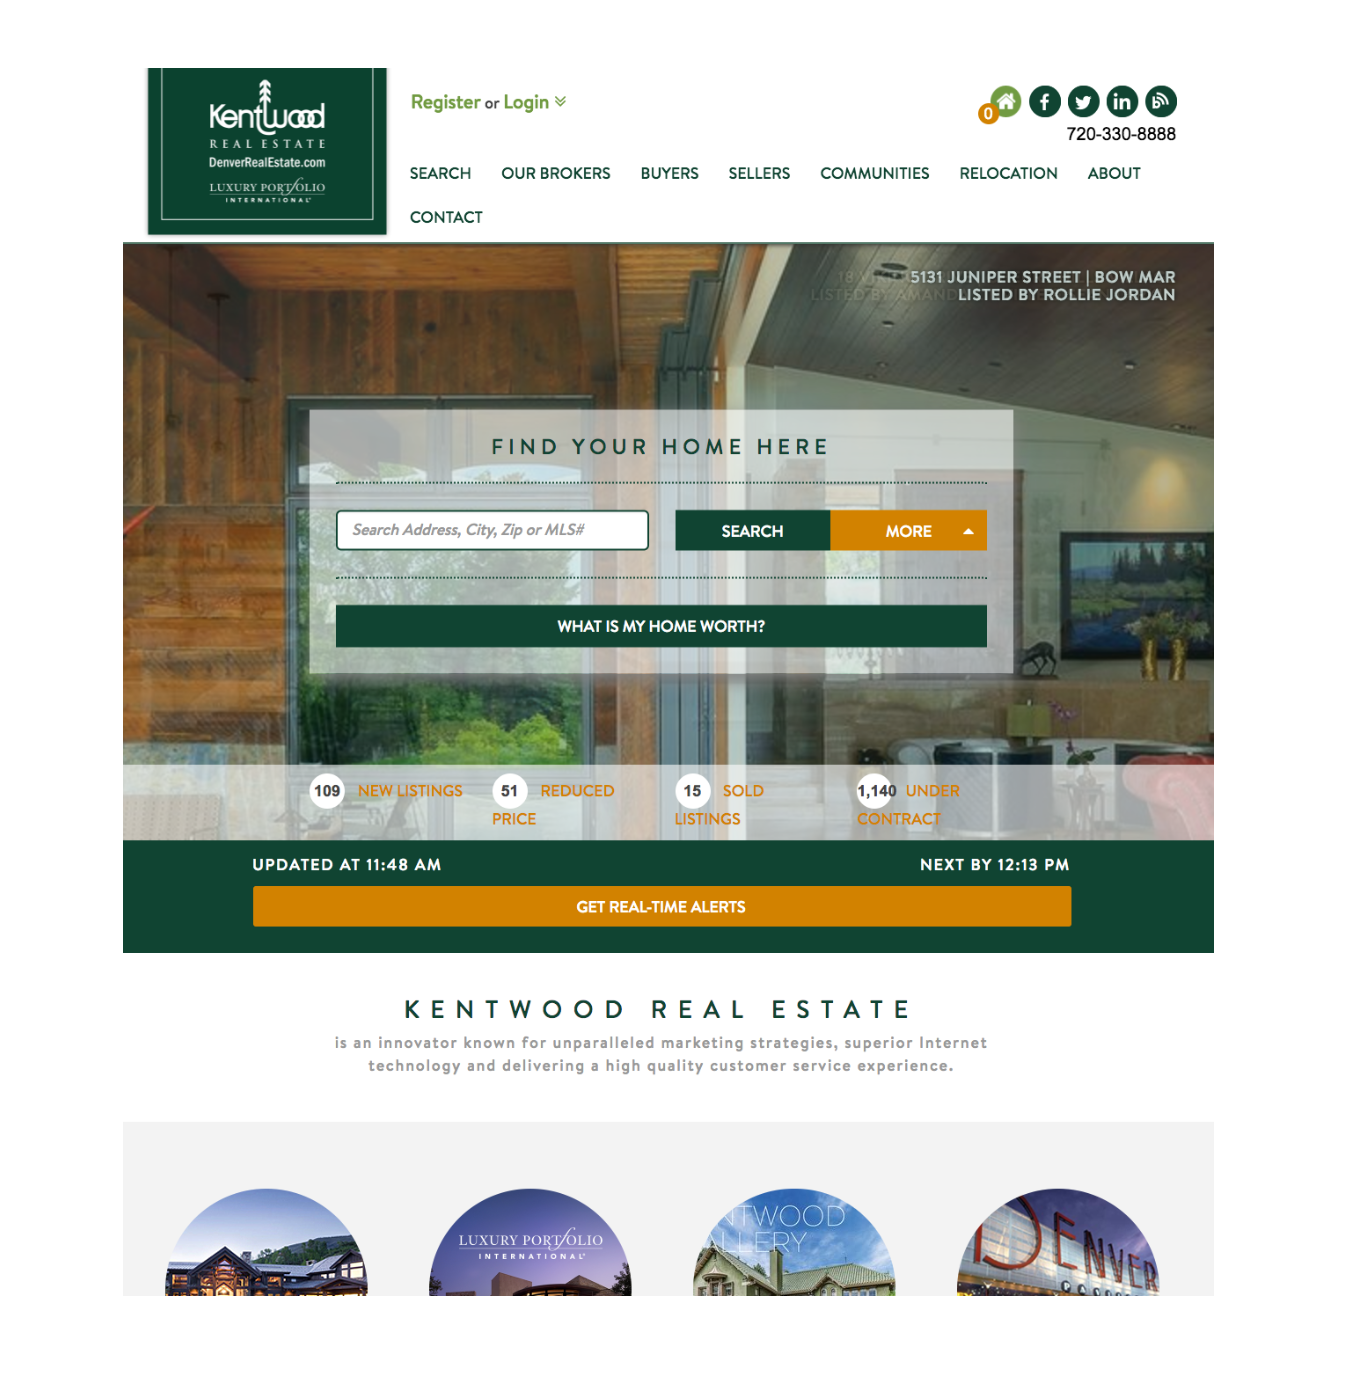 Kentwood
REAL ESTATE
DenverRealEstate.com
LUXURY PORTFOLIO
INTERNATIONAL
Register or Login
0
720-330-8888
SEARCH OUR BROKERS BUYERS SELLERS COMMUNITIES RELOCATION ABOUT
CONTACT
5131 JUNIPER STREET | BOW MAR
LISTED BY ROLLIE JORDAN
FIND YOUR HOME HERE
Search Address, City, Zip or MLS#
SEARCH
MORE
WHAT IS MY HOME WORTH?
109 NEW LISTINGS
51 REDUCED
PRICE
15 SOLD
LISTINGS
1,140 UNDER
CONTRACT
UPDATED AT 11:48 AM
NEXT BY 12:13 PM
GET REAL-TIME ALERTS
KENTWOOD REAL ESTATE
is an innovator known for unparalleled marketing strategies, superior Internet
technology and delivering a high quality customer service experience.
LUXURY PORTFOLIO
INTERNATIONAL
NTWOOD
ALLERY
DENVER